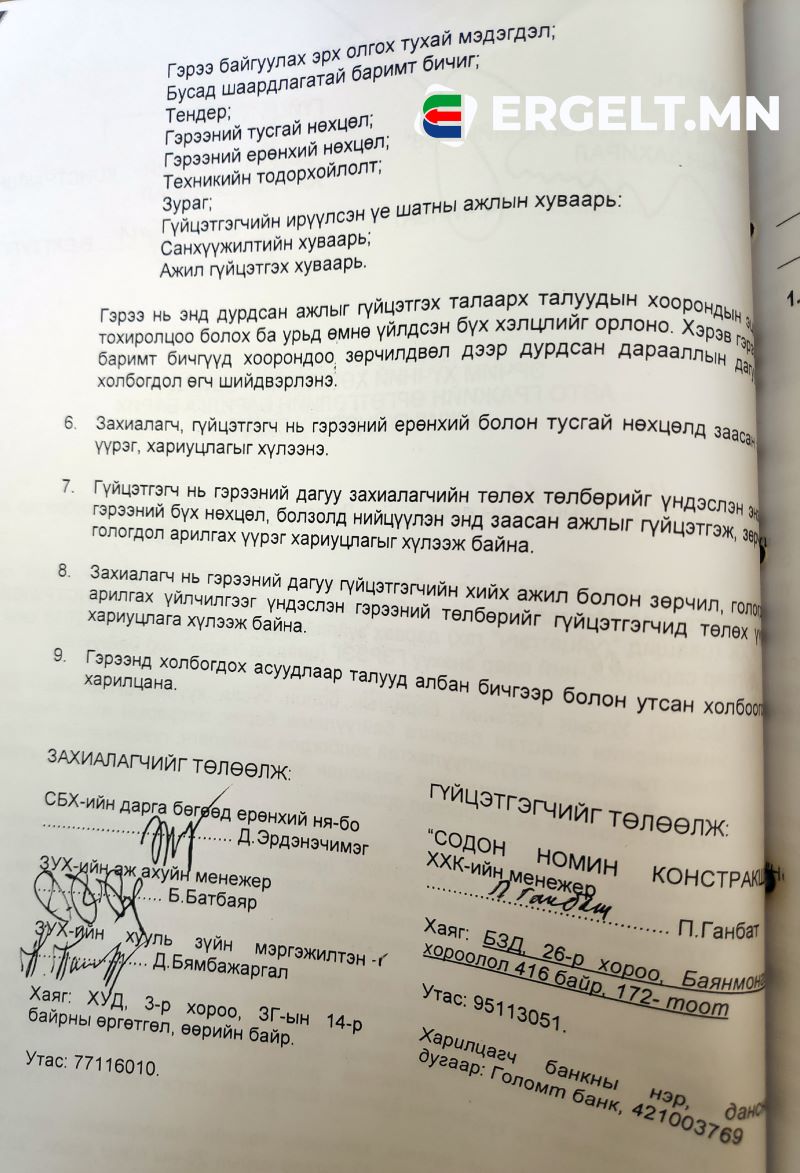 ERGELT.MN
Гэрээ байгуулах эрх олгох тухай мэдэгдэл;
Бусад шаардлагатай баримт бичиг;
Тендер;
Гэрээний тусгай нөхцөл;
Гэрээний ерөнхий нөхцөл;
Техникийн тодорхойлолт;
Зураг;
Гүйцэтгэгчийн ирүүлсэн үе шатны ажлын хуваарь:
Санхүүжилтийн хуваарь;
Ажил гүйцэтгэх хуваарь.
Гэрээ нь энд дурдсан ажлыг гүйцэтгэх талаарх талуудын хоорондын
тохиролцоо болох ба урьд өмнө үйлдсэн бүх хэлцлийг орлоно. Хэрэв
баримт бичгүүд хоорондоо зөрчилдвөл дээр дурдсан дарааллын
холбогдол өгч шийдвэрлэнэ.
6. Захиалагч, гүйцэтгэгч нь гэрээний ерөнхий болон тусгай нөхцөлд заасан
үүрэг, хариуцлагыг хүлээнэ.
7. Гүйцэтгэгч нь гэрээний дагуу захиалагчийн төлөх төлбөрийг үндэслэн
гэрээний бүх нөхцөл, болзолд нийцүүлэн энд заасан ажлыг гүйцэтгэж,
гологдол арилгах үүрэг хариуцлагыг хүлээж байна.
8. Захиалагч нь гэрээний дагуу гүйцэтгэгчийн хийх ажил болон зөрчил,
арилгах үйлчилгээг үндэслэн гэрээний төлбөрийг гүйцэтгэгчид төлөх
хариуцлага хүлээж байна.
9. Гэрээнд холбогдох асуудлаар талууд албан бичгээр болон утсан
харилцана.
ЗАХИАЛАГЧИЙГ ТӨЛӨӨЛЖ:
СБХ-ийн дарга бөгөөд ерөнхий ня-бо
Д.Эрдэнэчимэг
ЗУХ-ийн аж ахуйн менежер
Б.Батбаяр
ЗУХ-ийн хууль зүйн мэргэжилтэн
Д.Бямбажаргал
Хаяг: ХУД, 3-р хороо, ЗГ-ын 14-р
байрны өргөтгөл, өөрийн байр.
Утас: 77116010.
ГҮЙЦЭТГЭГЧИЙГ ТӨЛӨӨЛЖ:
"СОДОН НОМИН
ХХК-ийн менежер
П.Ганбат
П.Ганбат
Хаяг: БЗД, 26-р хороо,
хороолол 416 байр, 172- тоот
Утас: 95113051.
Харилцагч банкны нэр,
дугаар: Голомт банк, 421003769